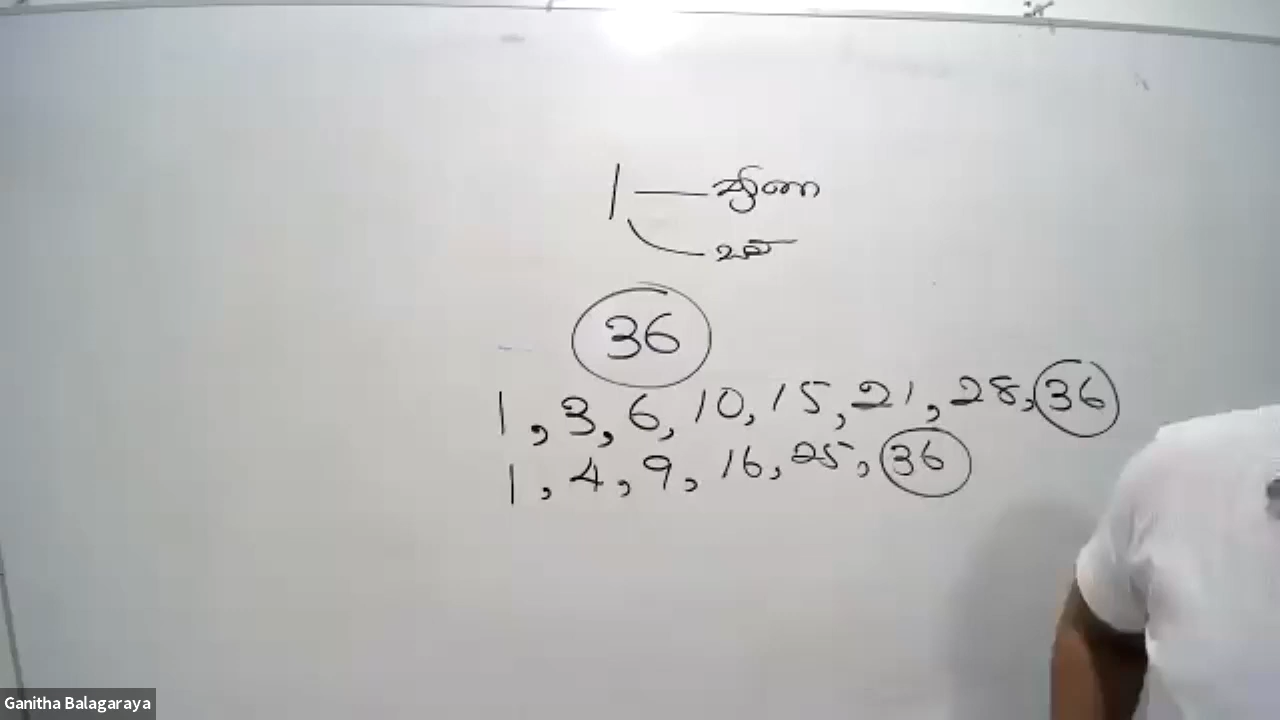 1 — ත්‍රිකෝණ
36
1, 3, 6, 10, 15, 21, 28, 36
1, 4, 9, 16, 25, 36
Ganitha Balagaraya